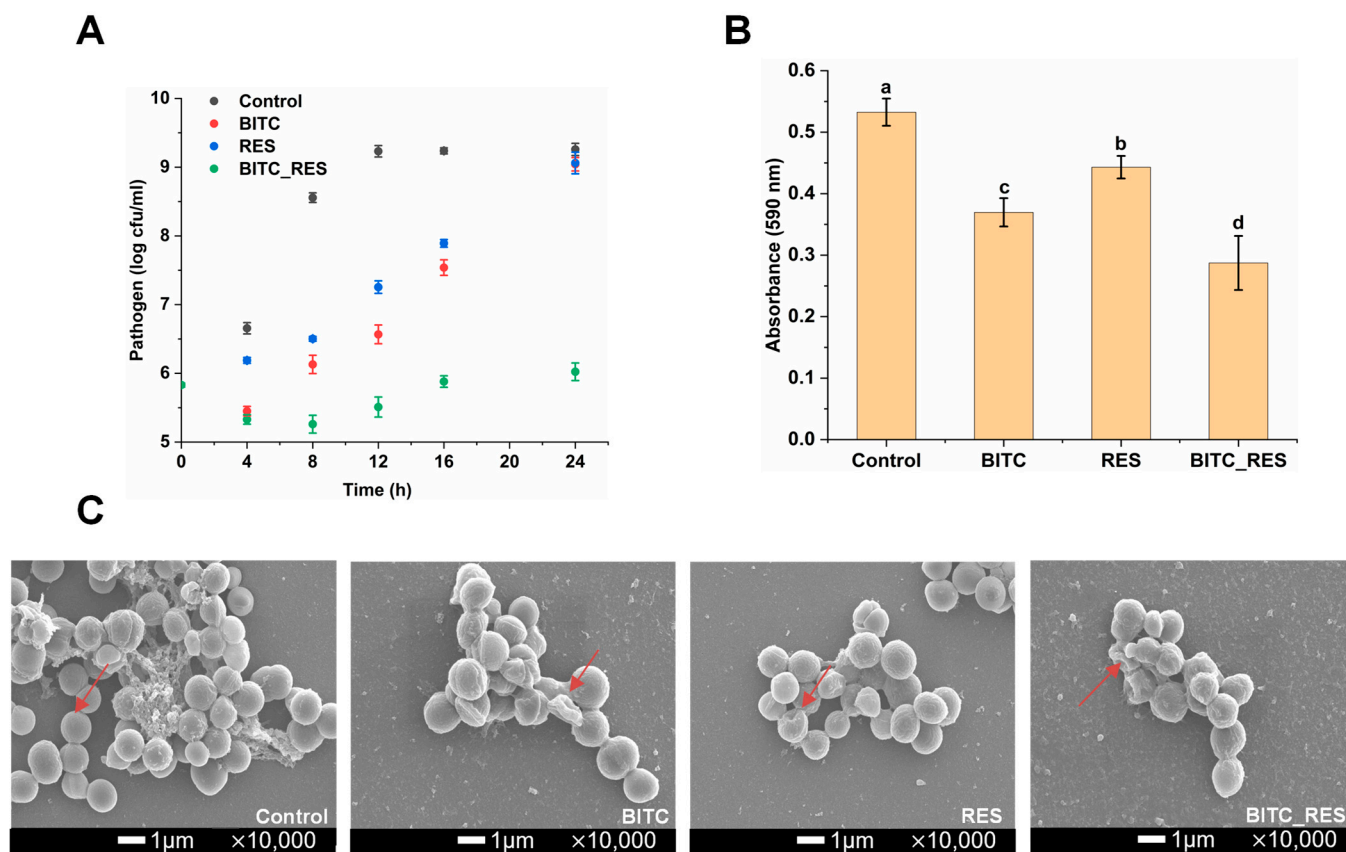 A
Pathogen (log cfu/ml)
10
9
8
7
6
5
Control
BITC
RES
BITC_RES
0 4 8 12 16 20 24
Time (h)
B
Absorbance (590 nm)
0.6
0.5
0.4
0.3
0.2
0.1
0.0
a
c
b
d
Control BITC RES BITC_RES
C
Control
1μm ×10,000
BITC
1μm ×10,000
RES
1μm ×10,000
BITC_RES
1μm ×10,000